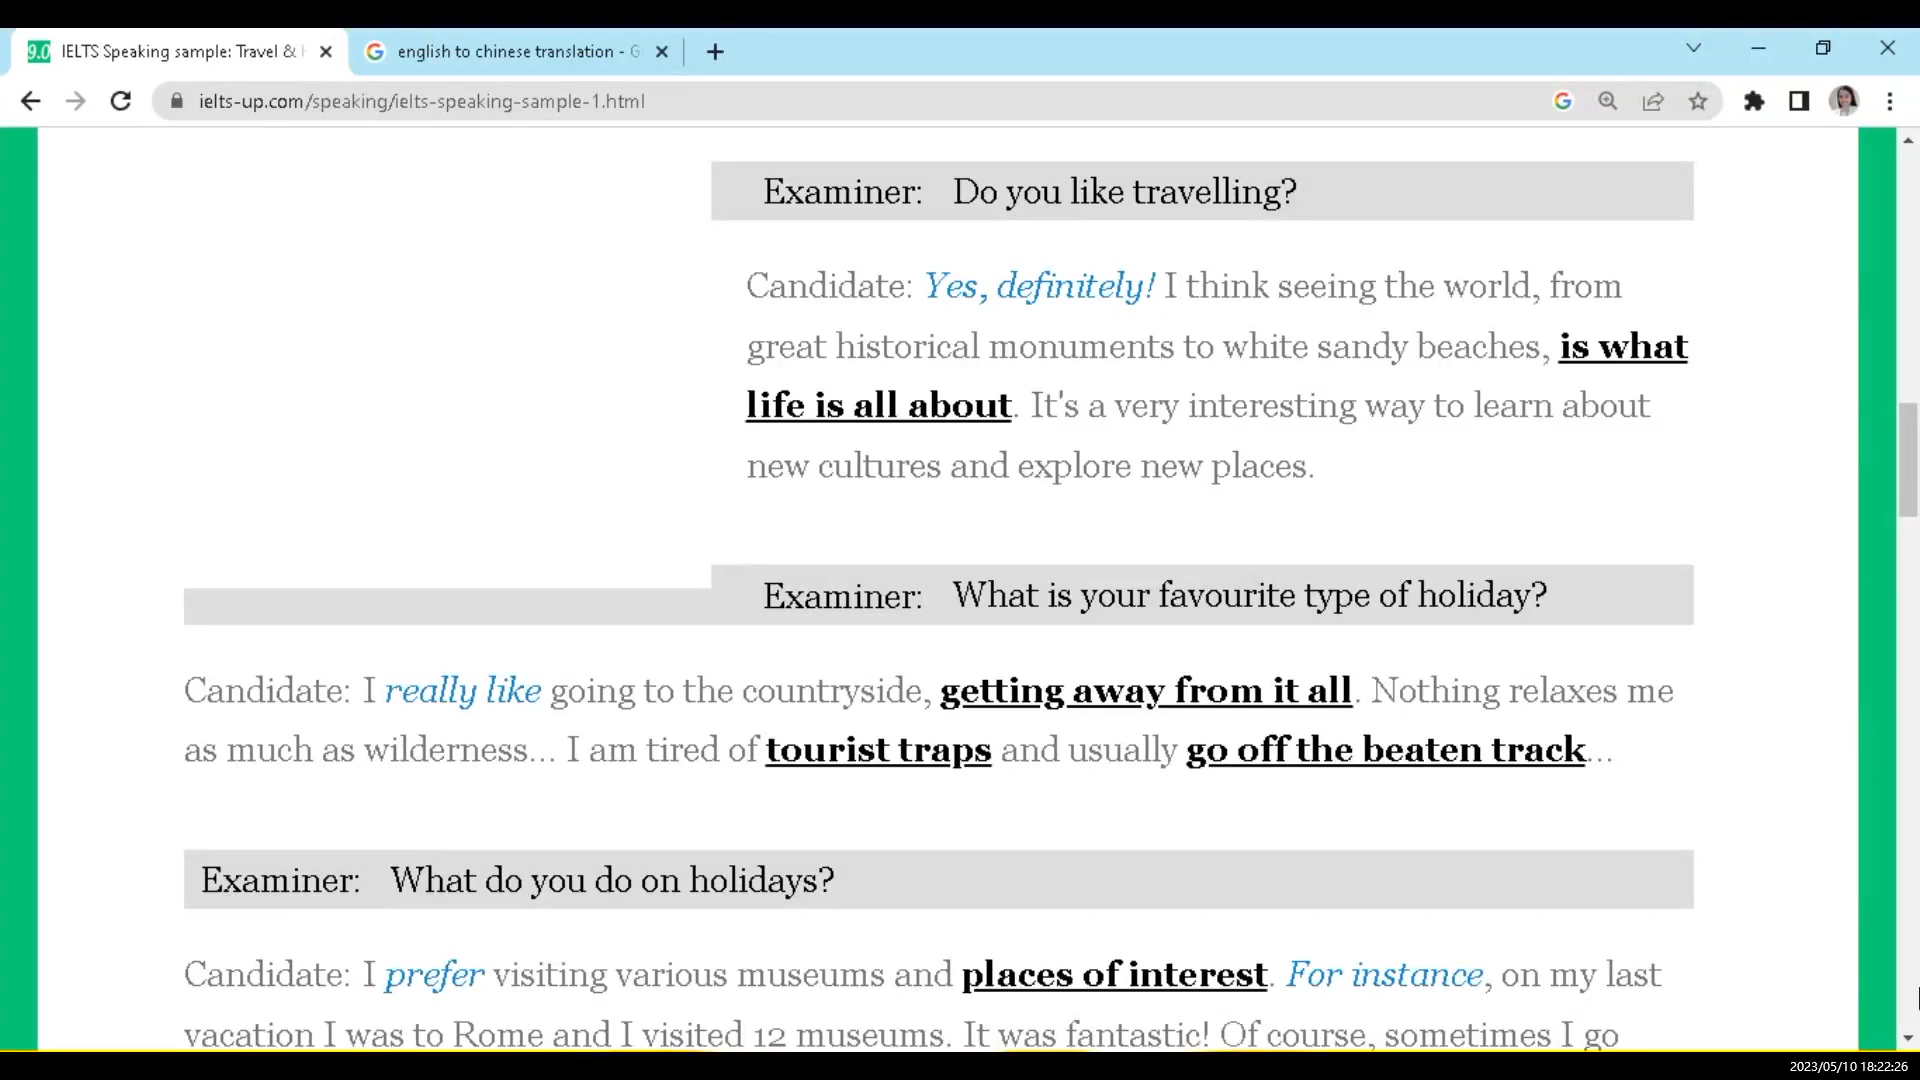 9.0 IELTS Speaking sample: Travel &
english to chinese translation - G
ielts-up.com/speaking/ielts-speaking-sample-1.html
Examiner: Do you like travelling?
Candidate: Yes, definitely! I think seeing the world, from
great historical monuments to white sandy beaches, is what
life is all about. It's a very interesting way to learn about
new cultures and explore new places.
Examiner: What is your favourite type of holiday?
Candidate: I really like going to the countryside, getting away from it all. Nothing relaxes me
as much as wilderness... I am tired of tourist traps and usually go off the beaten track...
Examiner: What do you do on holidays?
Candidate: I prefer visiting various museums and places of interest. For instance, on my last
vacation I was to Rome and I visited 12 museums. It was fantastic! Of course, sometimes I go
2023/05/10 18:22:26